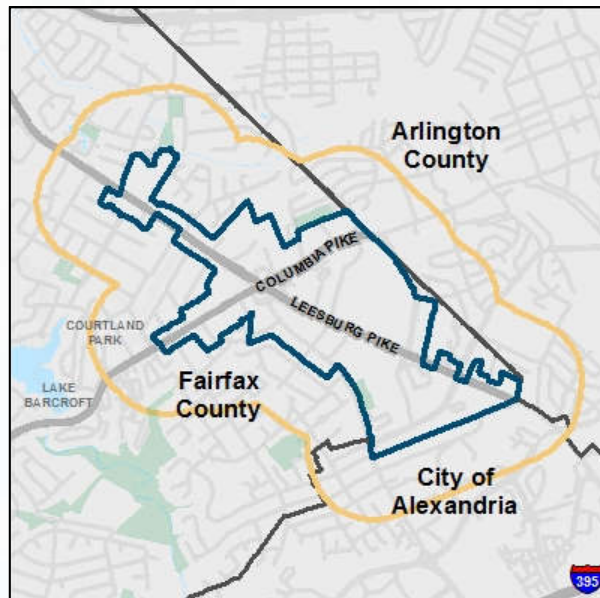 Arlington
County
COLUMBIA PIKE
LEESBURG PIKE
COURTLAND
PARK
LAKE
BARCROFT
Fairfax
County
City of
Alexandria
395